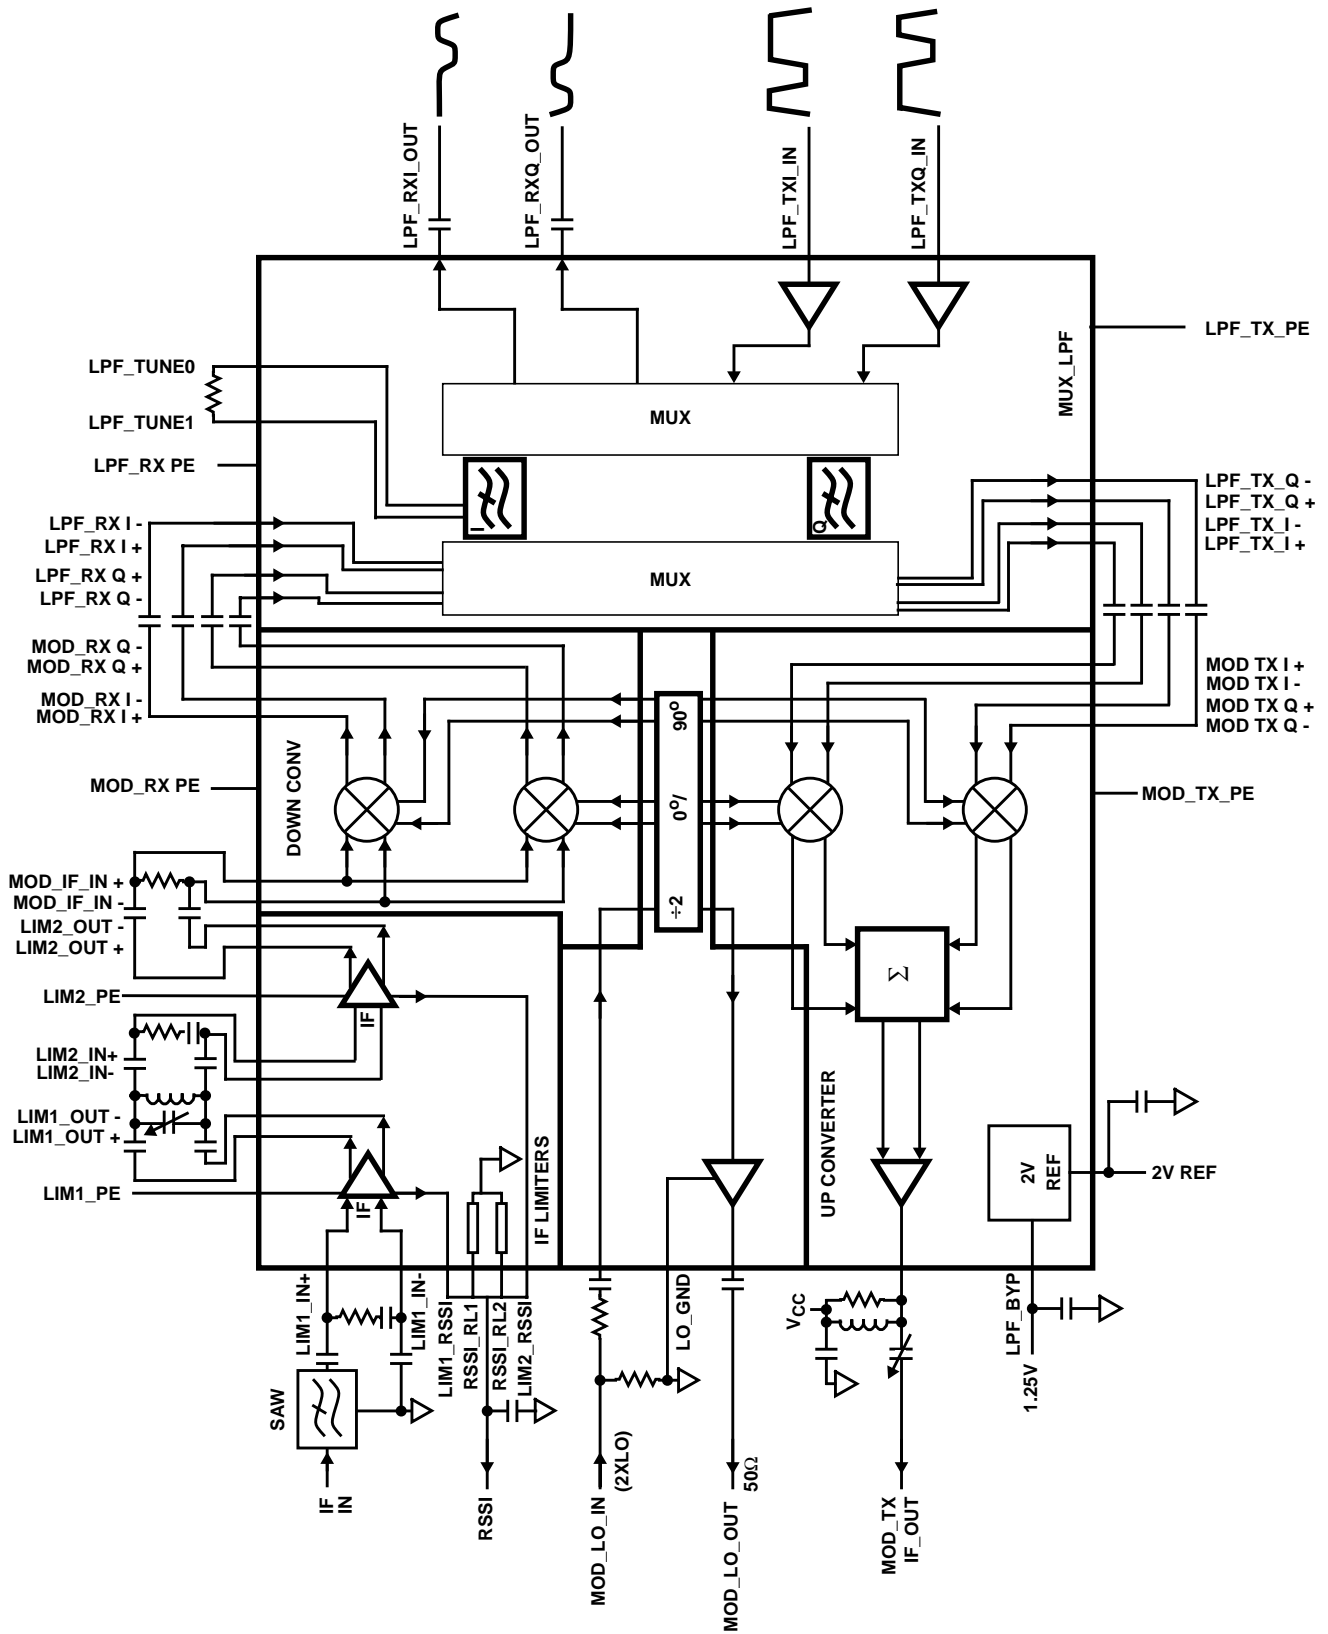 LPF_RXI_OUT
LPF_RXQ_OUT
LPF_TXI_IN
LPF_TXQ_IN
LPF_TUNE0
LPF_TUNE1
LPF_RX PE
LPF_RX I -
LPF_RX I +
LPF_RX Q +
LPF_RX Q -
MOD_RX Q -
MOD_RX Q +
MOD_RX I -
MOD_RX I +
MOD_RX PE
MOD_IF_IN +
MOD_IF_IN -
LIM2_OUT -
LIM2_OUT +
LIM2_PE
LIM2_IN+
LIM2_IN-
LIM1_OUT -
LIM1_OUT +
LIM1_PE
MUX
I
Q
MUX
MUX_LPF
LPF_TX_PE
LPF_TX_Q -
LPF_TX_Q +
LPF_TX_I -
LPF_TX_I +
MOD TX I +
MOD TX I -
MOD TX Q +
MOD TX Q -
MOD_TX_PE
DOWN CONV
÷2
0º/
90º
Σ
IF
IF
IF LIMITERS
UP CONVERTER
2V
REF
2V REF
LIM1_IN+
LIM1_IN-
LIM1_RSSI
RSSI_RL1
RSSI_RL2
LIM2_RSSI
LO_GND
VCC
LPF_BYP
1.25V
SAW
IF
IN
RSSI
MOD_LO_IN
(2XLO)
MOD_LO_OUT
50Ω
MOD_TX
IF_OUT